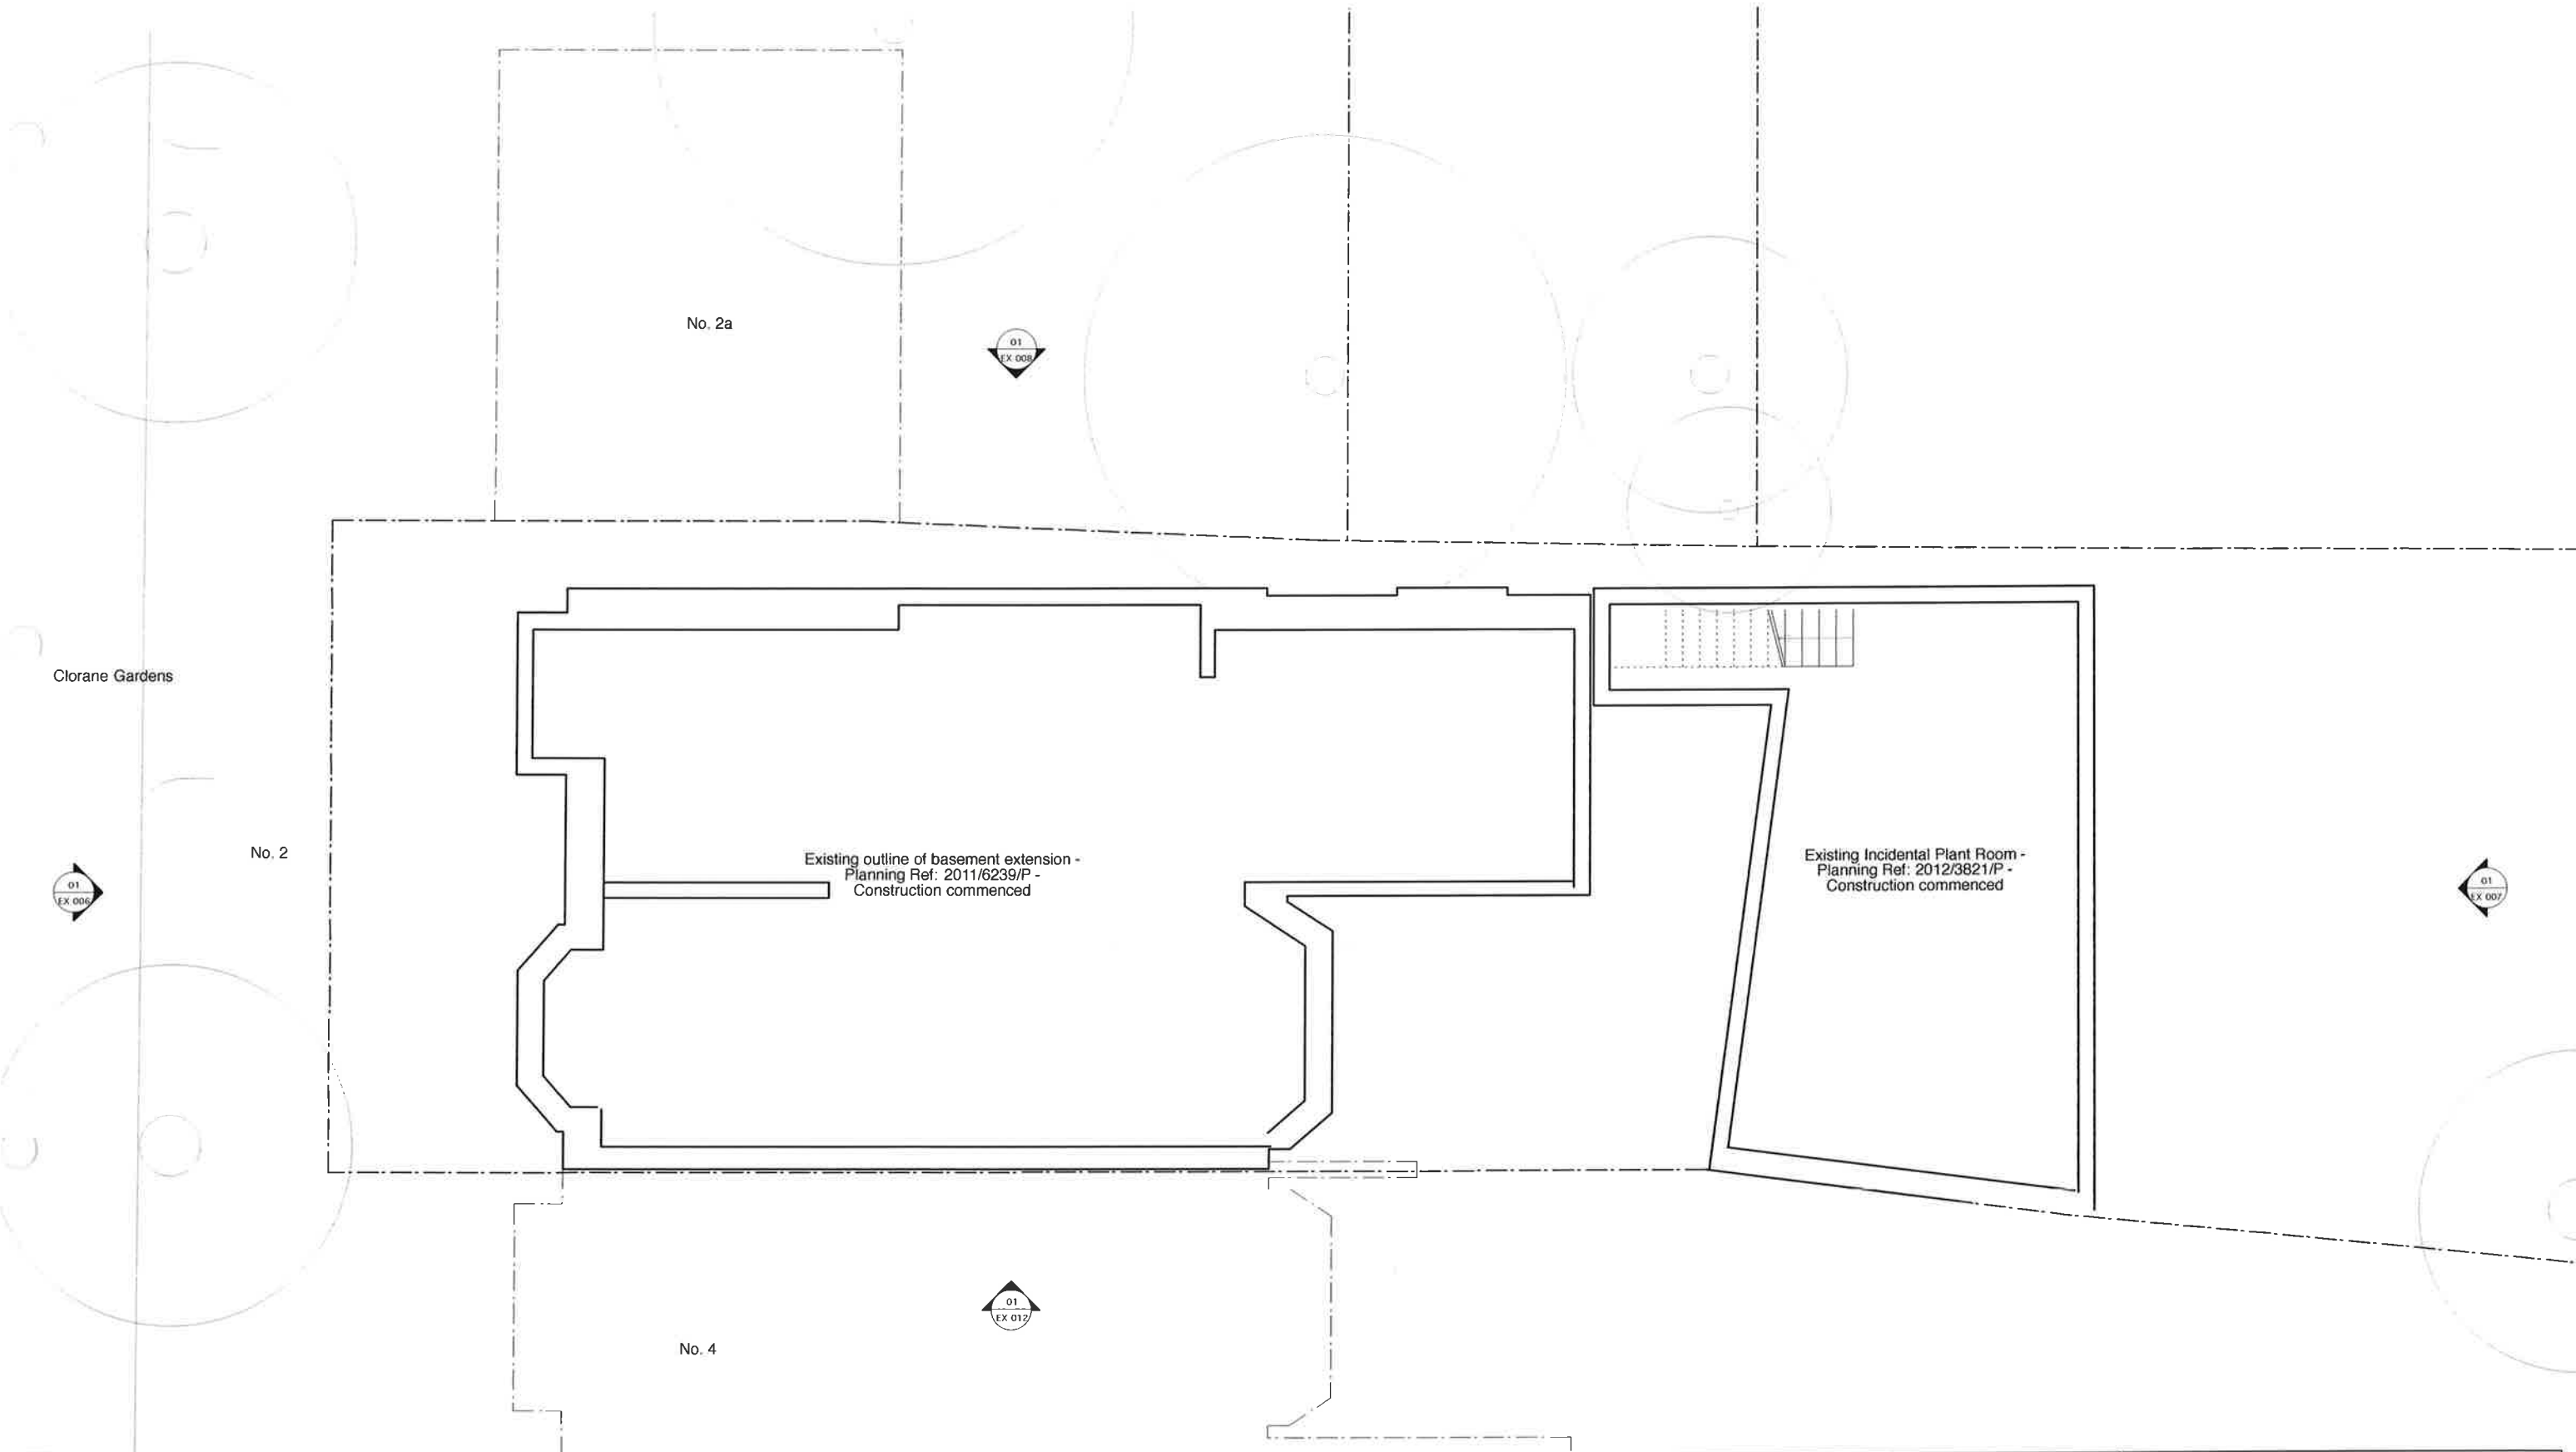 No. 2a
01
EX 008
Clorane Gardens
No. 2
01
EX 006
Existing outline of basement extension -
Planning Ref: 2011/6239/P -
Construction commenced
Existing Incidental Plant Room -
Planning Ref: 2012/3821/P -
Construction commenced
01
EX 007
01
EX 012
No. 4